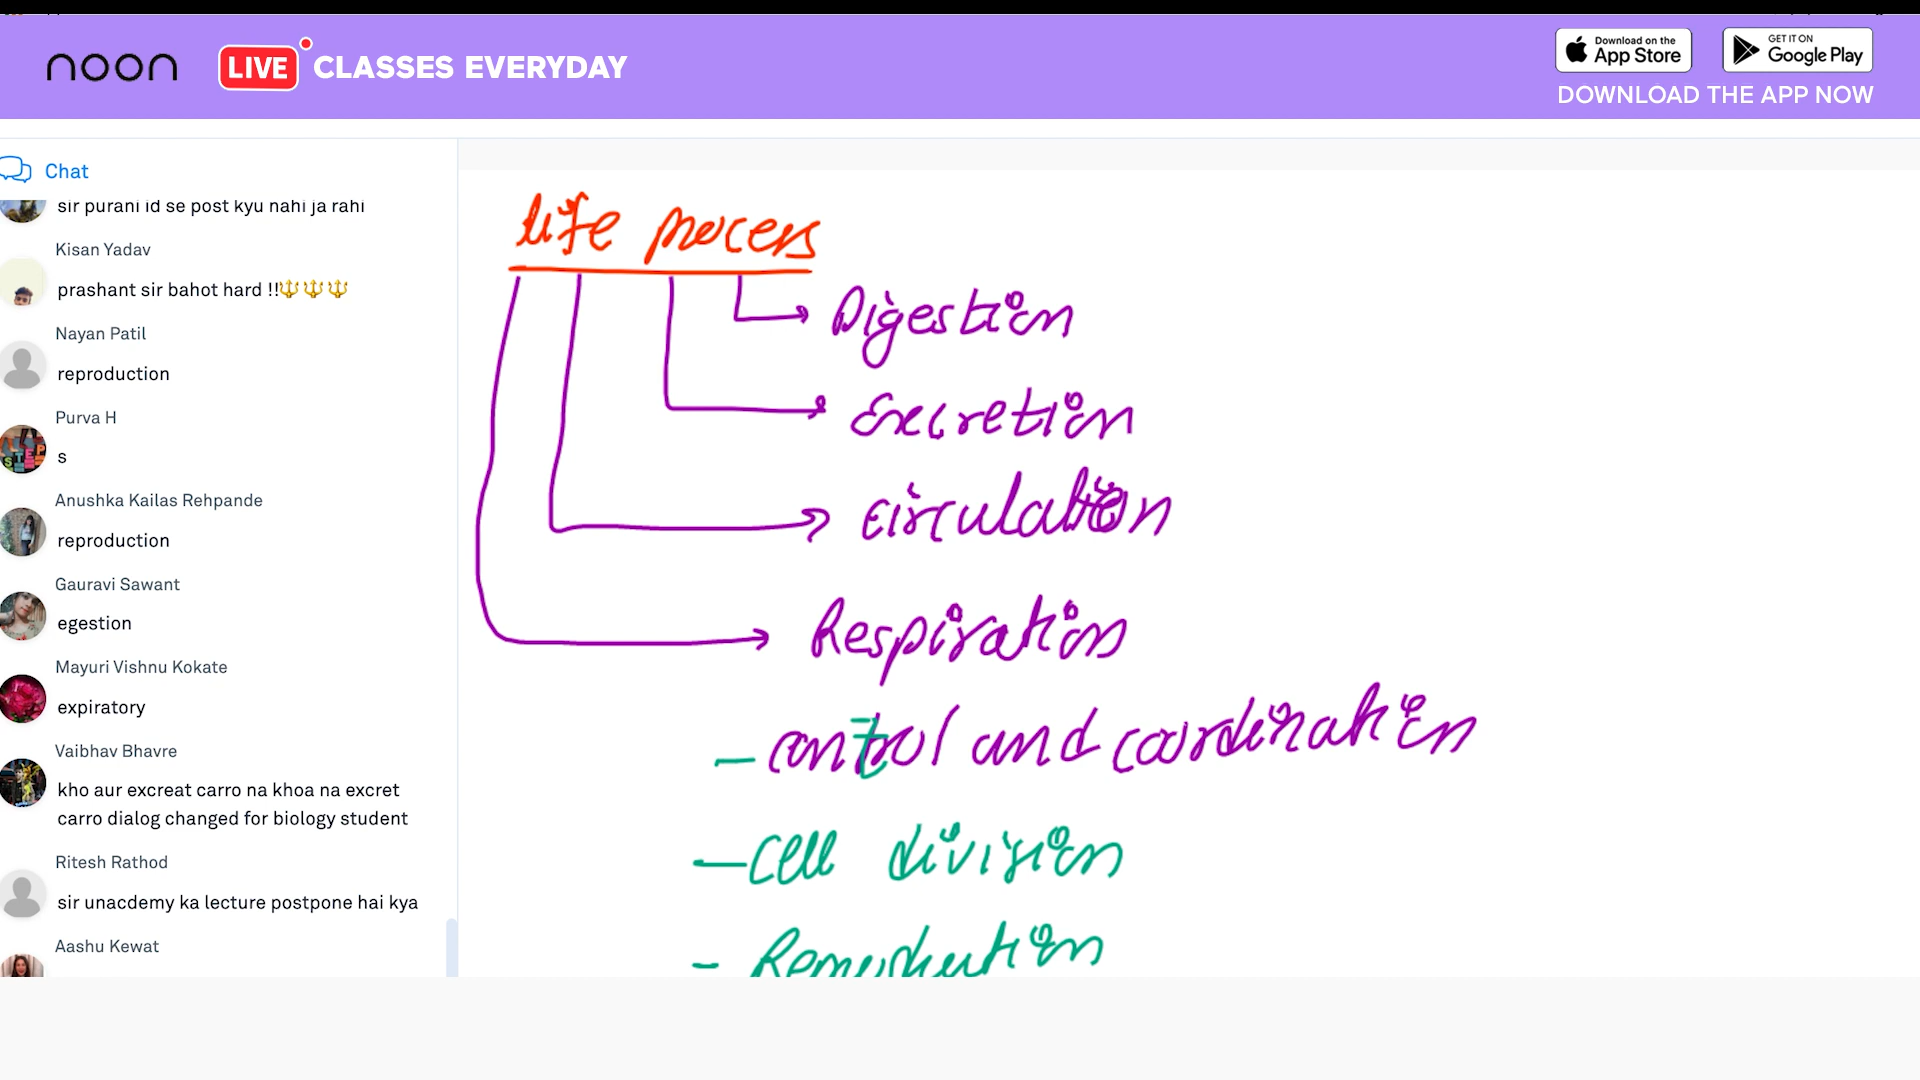 noon LIVE CLASSES EVERYDAY
Download on the App Store
GET IT ON Google Play
DOWNLOAD THE APP NOW
Chat
sir purani id se post kyu nahi ja rahi
Kisan Yadav
prashant sir bahot hard !!🔱🔱🔱
Nayan Patil
reproduction
Purva H
s
Anushka Kailas Rehpande
reproduction
Gauravi Sawant
egestion
Mayuri Vishnu Kokate
expiratory
Vaibhav Bhavre
kho aur excreat carro na khoa na excret
carro dialog changed for biology student
Ritesh Rathod
sir unacdemy ka lecture postpone hai kya
Aashu Kewat
life process
Digestion
Excretion
circulation
Respiration
- control and coordination
- Cell division
- Reproduction